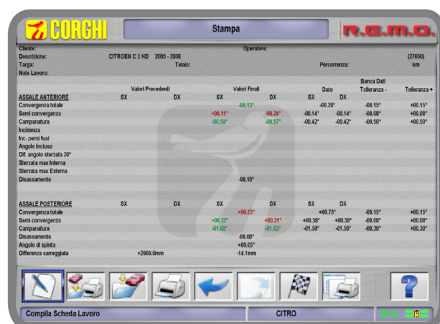 CORGHI Stampa R.E.M.O.
Cliente: Operatore:
Descrizione: CITROEN C 3 HD 2005 - 2008 (27650)
Targa: Telaio: Percorrenza: km
Note Lavoro:
Banca Dati
Valori Precedenti Valori Finali Dato Tolleranza - Tolleranza +
ASSALE ANTERIORE SX DX SX DX SX DX
Convergenza totale -00.13° -00.28° -00.15° +00.15°
Semi convergenza +00.11° -00.24° -00.14° -00.14° -00.08° +00.08°
Campanatura -00.58° -00.57° -00.42° -00.42° -00.50° +00.50°
Incidenza
Inc. perni fusi
Angolo Incluso
Dif. angolo sterzata 20°
Sterzata max Interna
Sterzata max Esterna
Disassamento -00.10°
ASSALE POSTERIORE SX DX SX DX SX DX
Convergenza totale +00.53° +00.75° -00.15° +00.15°
Semi convergenza +00.32° +00.21° +00.38° +00.38° -00.08° +00.08°
Campanatura -01.62° -01.62° -01.50° -01.50° -00.30° +00.30°
Disassamento -00.00°
Angolo di spinta +00.05°
Differenza carreggiata +2000.0mm -14.1mm
?
Compila Scheda Lavoro CITRO